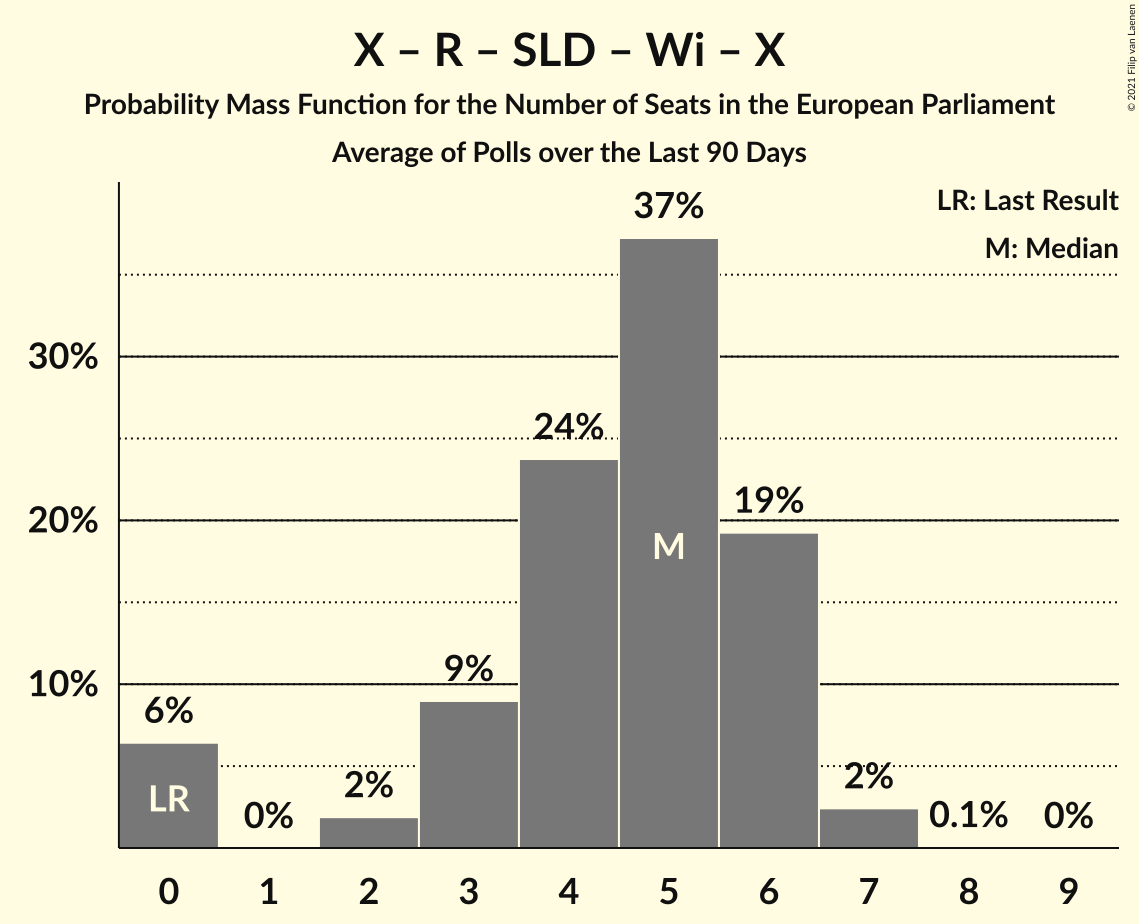 X – R – SLD – Wi – X
Probability Mass Function for the Number of Seats in the European Parliament
Average of Polls over the Last 90 Days
© 2021 Filip van Laenen
LR: Last Result
M: Median
37%
30%
24%
20%
19%
M
10%
9%
6%
2%
2%
LR
0%
0.1%
0%
0 1 2 3 4 5 6 7 8 9